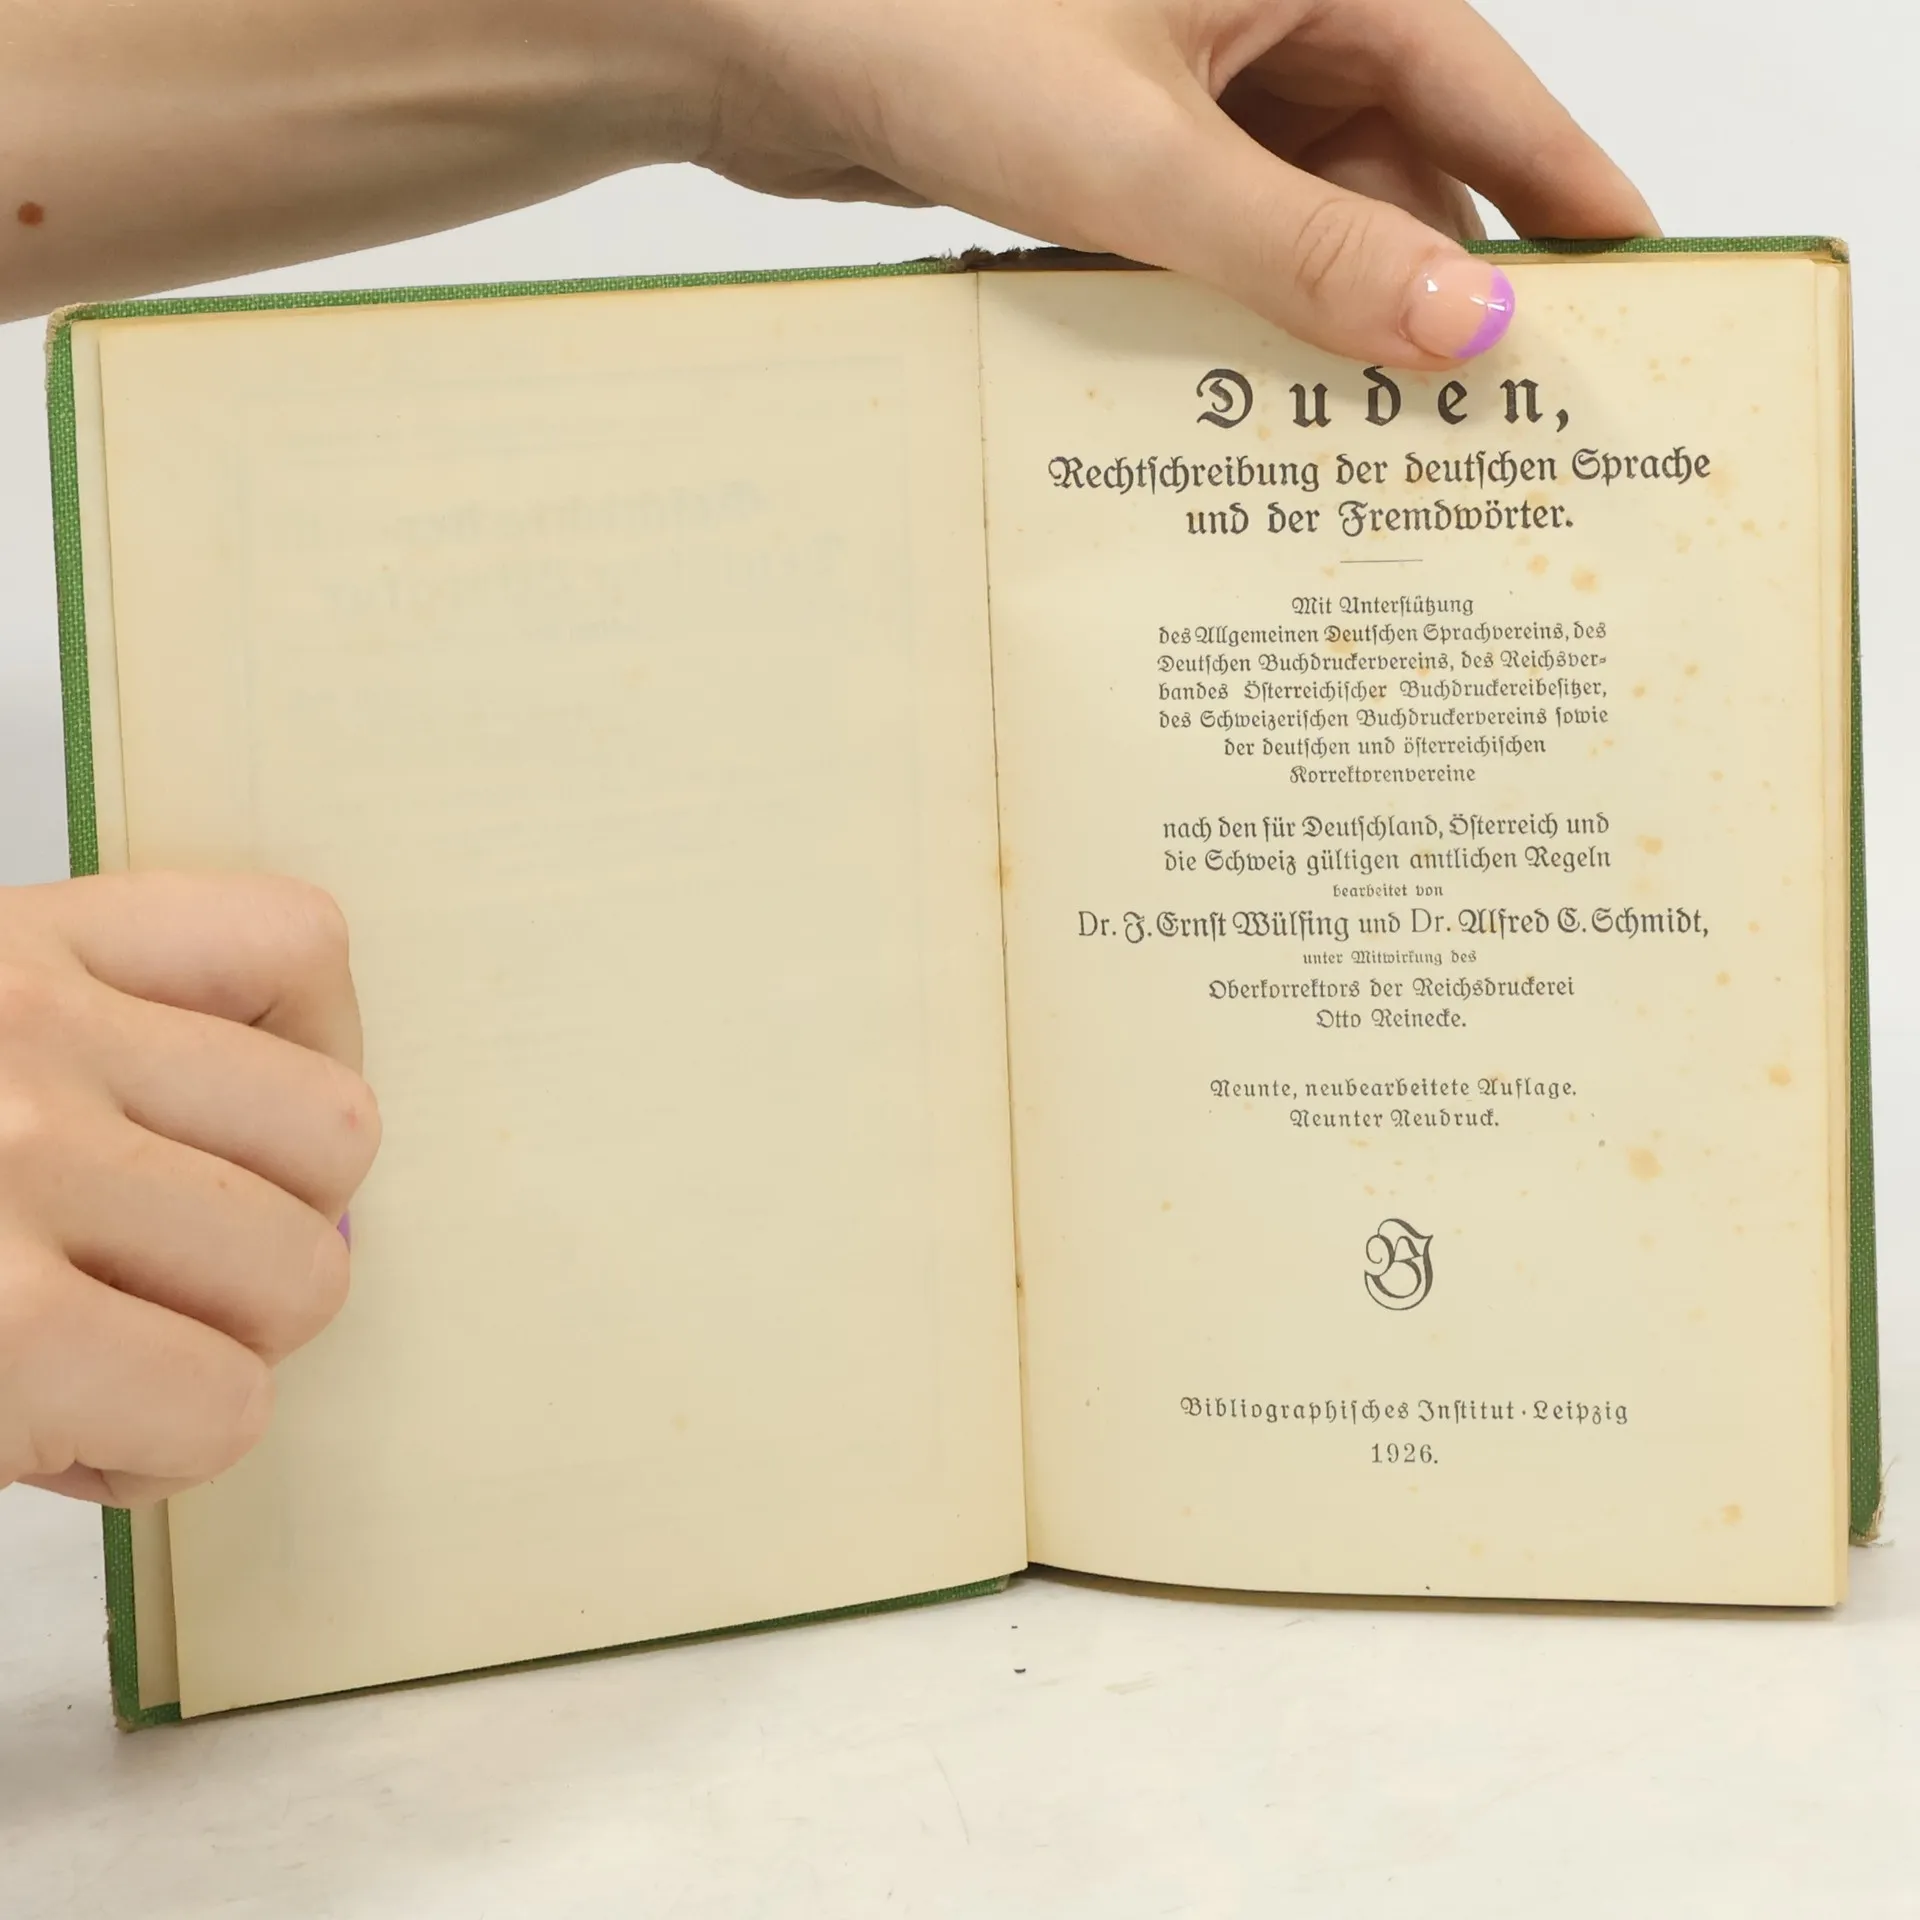 Duden,
Rechtſchreibung der deutſchen Sprache
und der Fremdwörter.
Mit Unterſtützung
des Allgemeinen Deutſchen Sprachvereins, des
Deutſchen Buchdruckervereins, des Reichsver-
bandes Öſterreichiſcher Buchdruckereibeſitzer,
des Schweizeriſchen Buchdruckervereins ſowie
der deutſchen und öſterreichiſchen
Korrektorenvereine
nach den für Deutſchland, Öſterreich und
die Schweiz gültigen amtlichen Regeln
bearbeitet von
Dr. J. Ernſt Wülfing und Dr. Alfred C. Schmidt,
unter Mitwirkung des
Oberkorrektors der Reichsdruckerei
Otto Reinecke.
Neunte, neubearbeitete Auflage.
Neunter Neudruck.
BI
Bibliographiſches Inſtitut · Leipzig
1926.